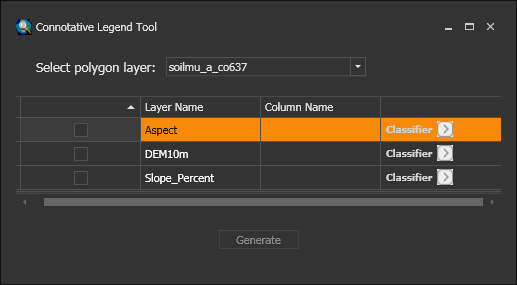 Connotative Legend Tool
Select polygon layer: soilmu_a_co637
Layer Name Column Name
Aspect Classifier
DEM10m Classifier
Slope_Percent Classifier
Generate